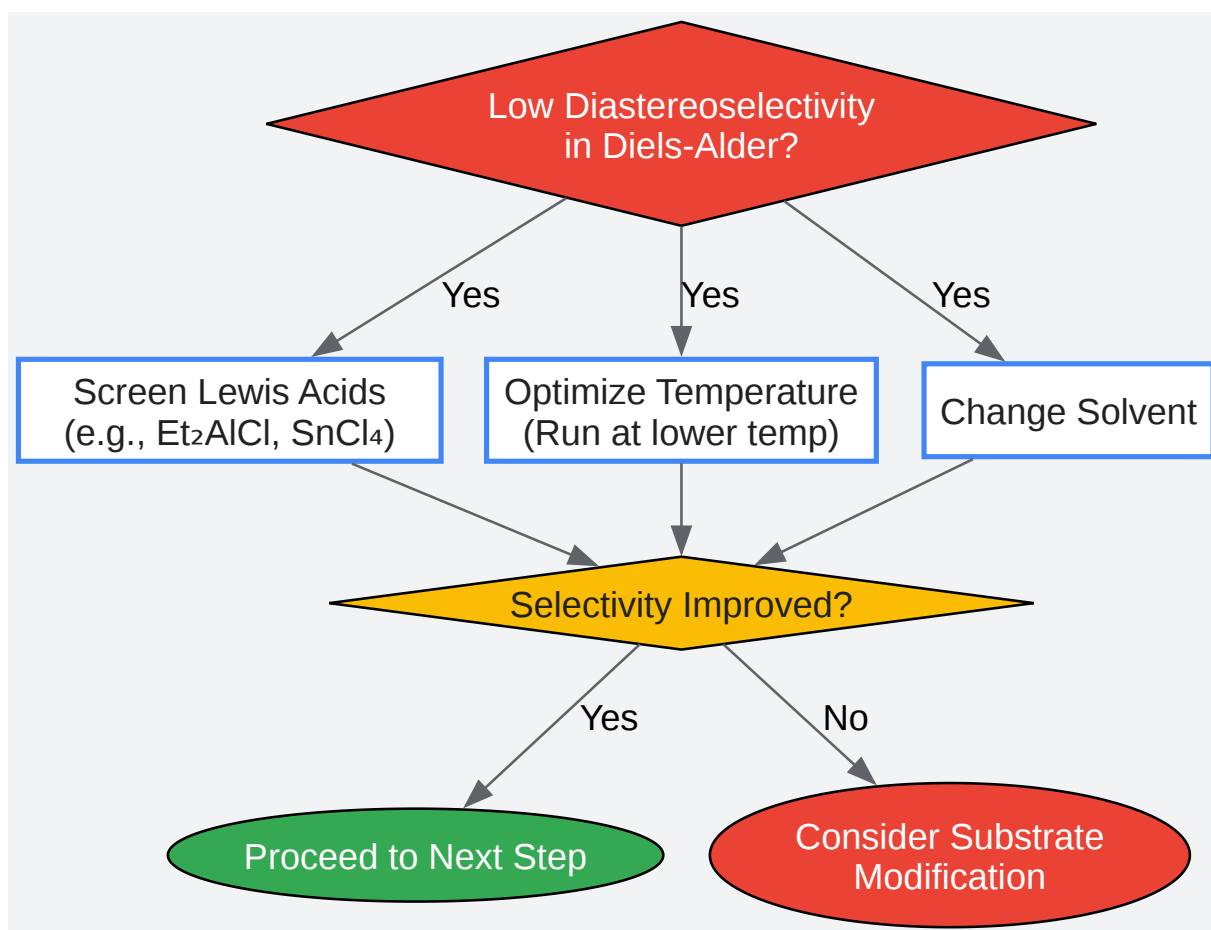 Low Diastereoselectivity
in Diels-Alder?
Yes
Yes
Yes
Screen Lewis Acids
(e.g., Et₂AlCl, SnCl₄)
Optimize Temperature
(Run at lower temp)
Change Solvent
Selectivity Improved?
Yes
No
Proceed to Next Step
Consider Substrate
Modification